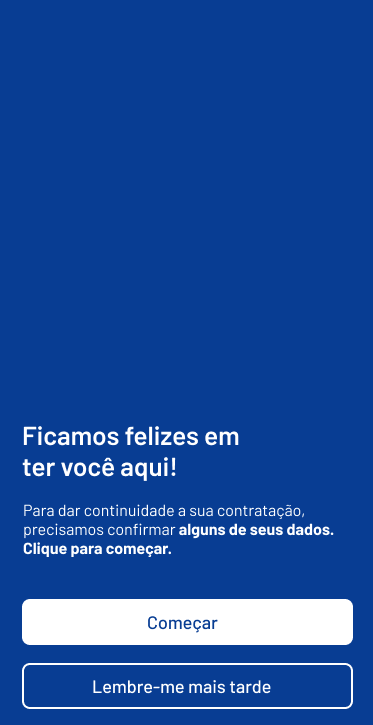 Ficamos felizes em
ter você aqui!
Para dar continuidade a sua contratação,
precisamos confirmar alguns de seus dados.
Clique para começar.
Começar
Lembre-me mais tarde